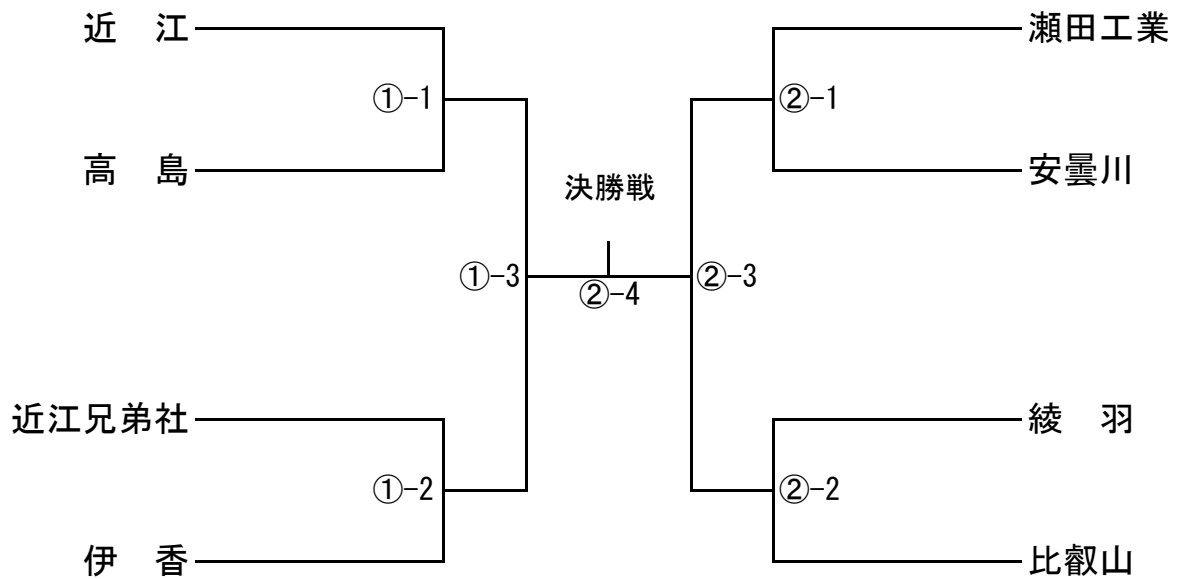 近　江
①-1
高　島
①-3
近江兄弟社
①-2
伊　香
決勝戦
②-4
瀬田工業
②-1
安曇川
②-3
綾　羽
②-2
比叡山